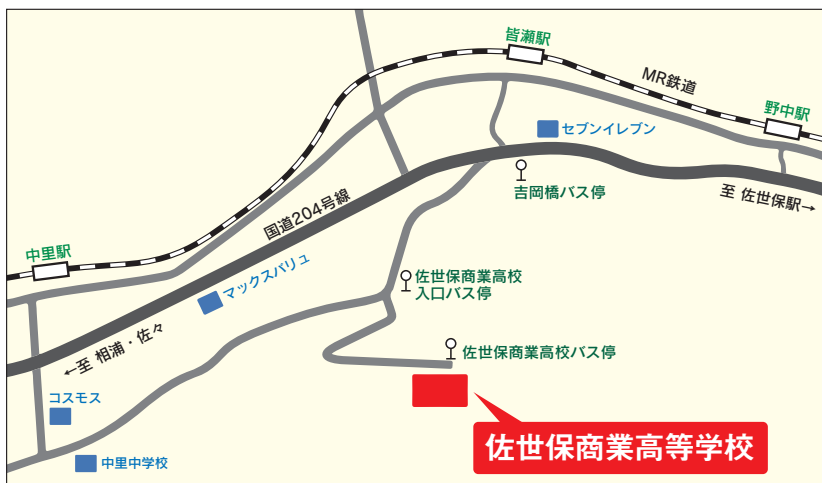 皆瀬駅
MR鉄道
野中駅
セブンイレブン
吉岡橋バス停
至 佐世保駅→
国道204号線
中里駅
マックスバリュ
佐世保商業高校
入口バス停
佐世保商業高校バス停
←至 相浦・佐々
コスモス
中里中学校
佐世保商業高等学校